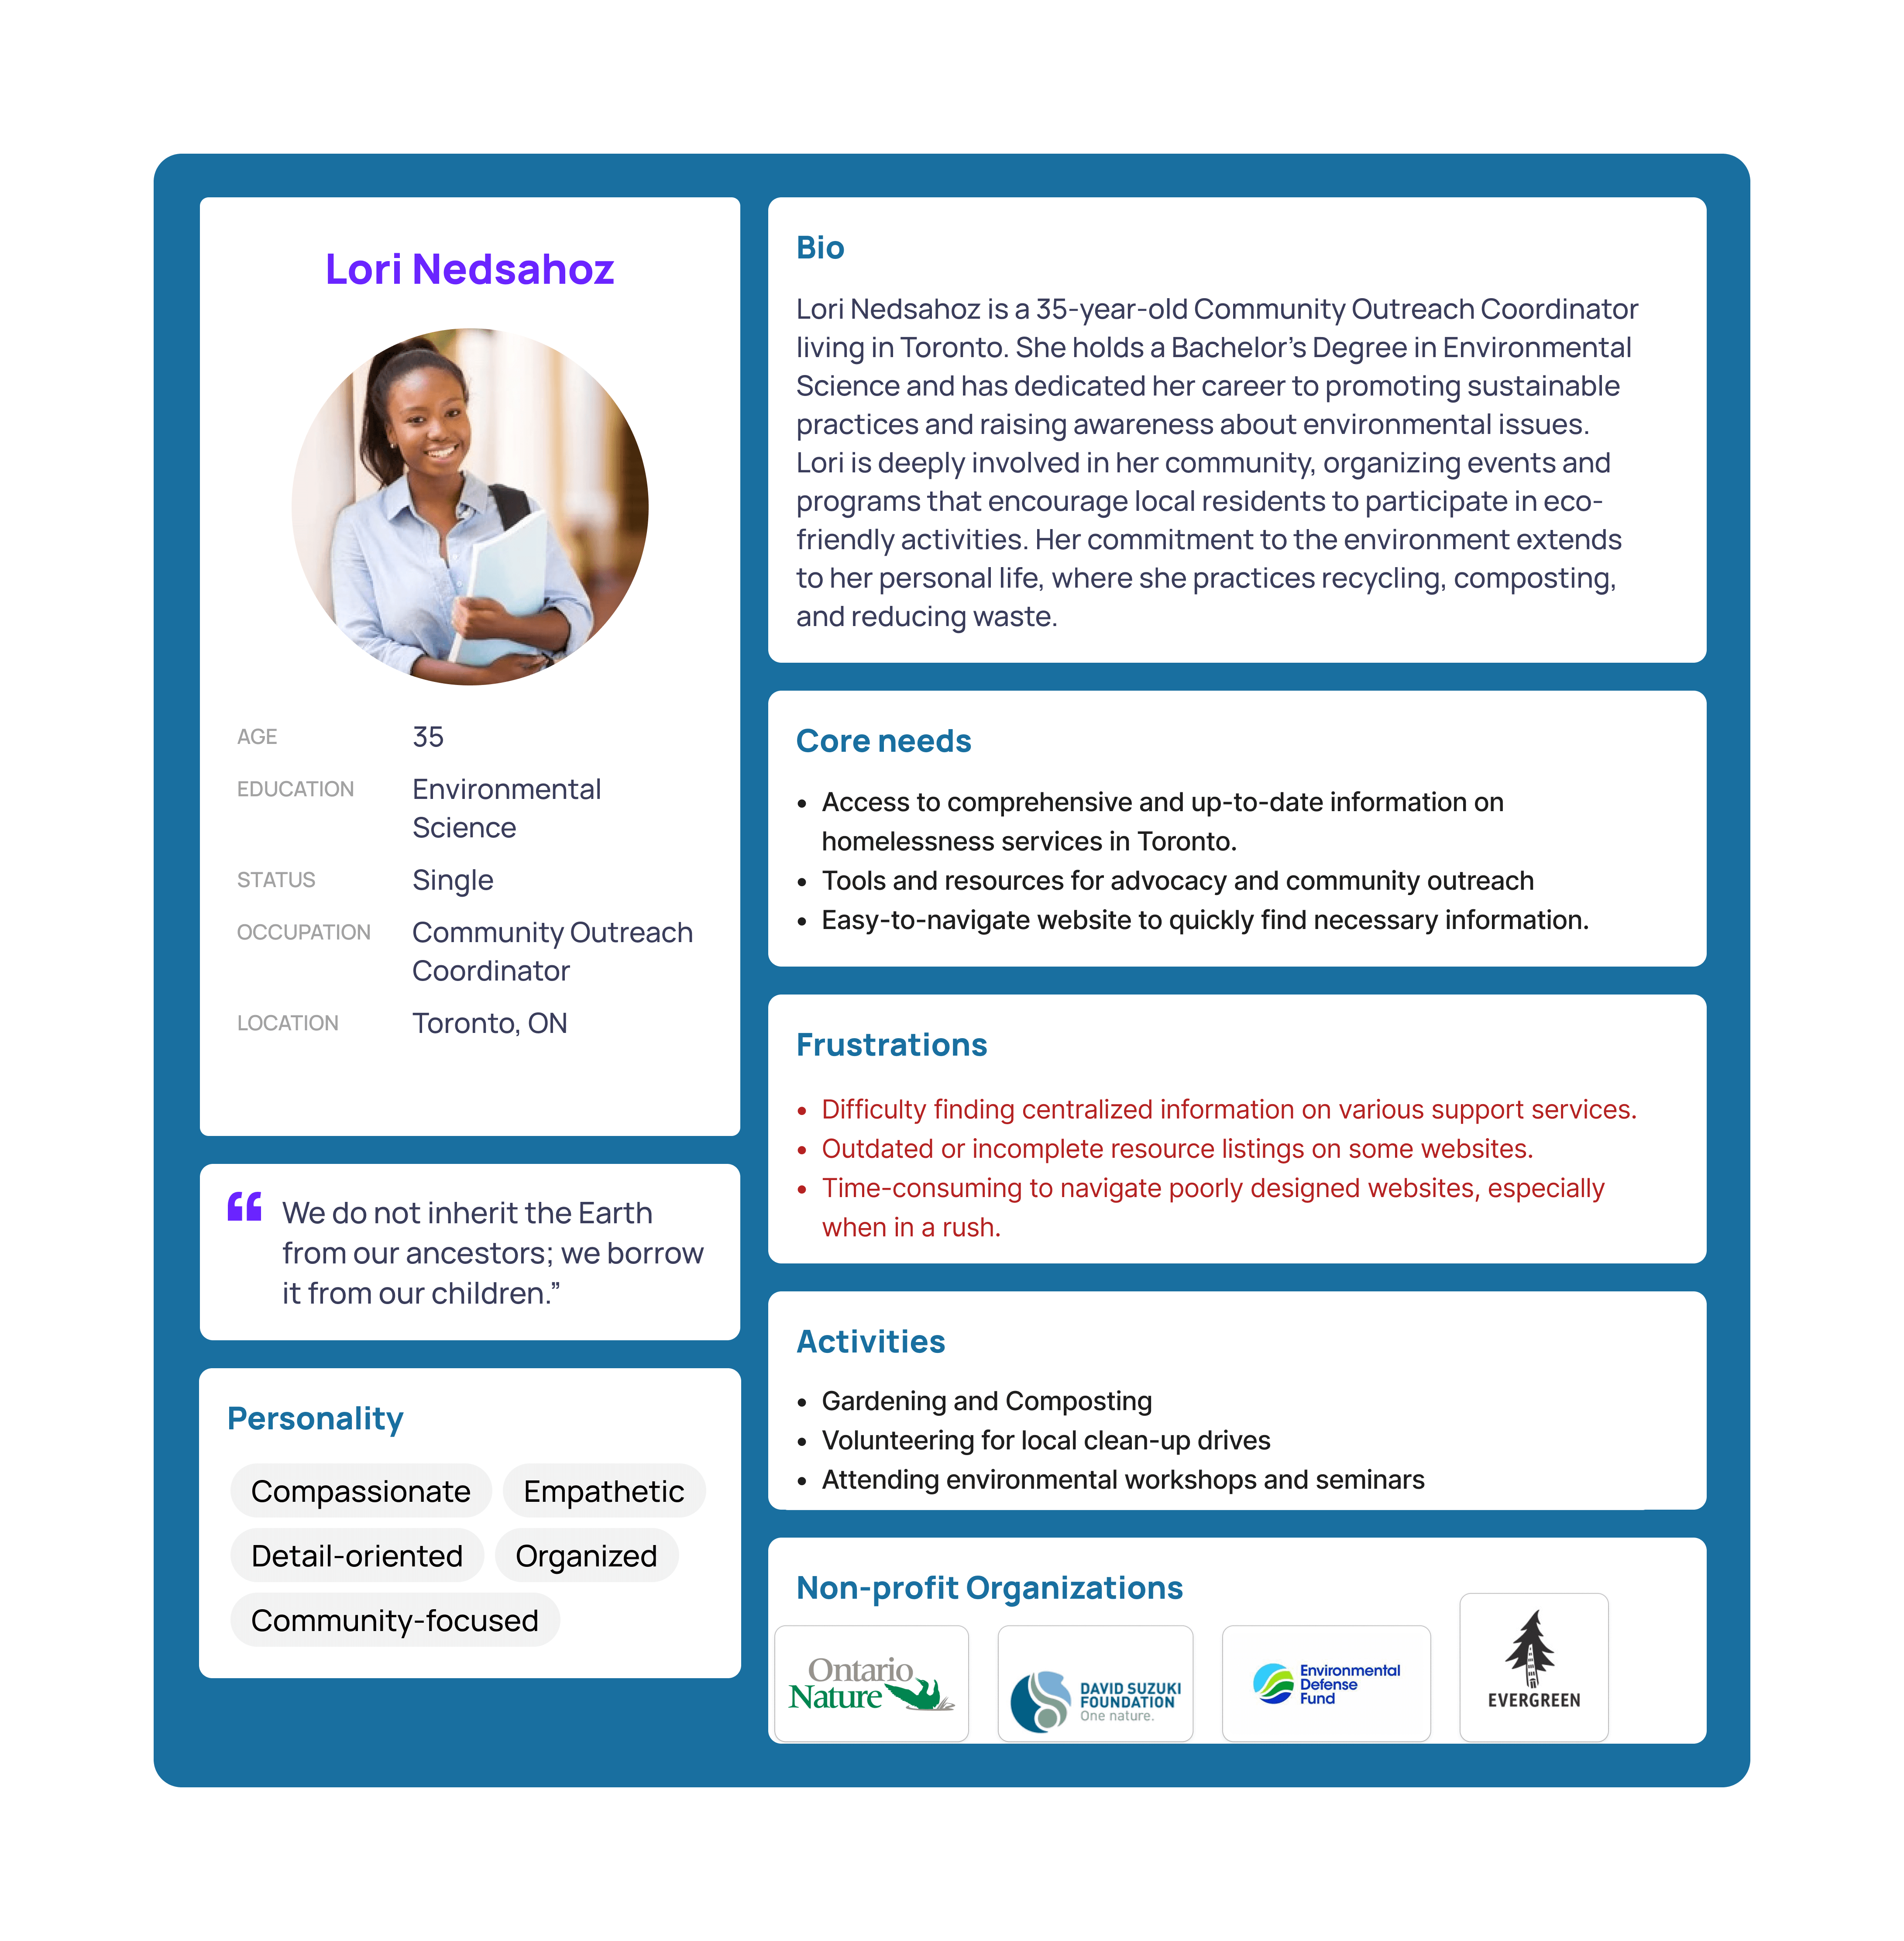 Lori Nedsahoz
AGE 35
EDUCATION Environmental
Science
STATUS Single
OCCUPATION Community Outreach
Coordinator
LOCATION Toronto, ON
“ We do not inherit the Earth
from our ancestors; we borrow
it from our children.”
Personality
Compassionate Empathetic
Detail-oriented Organized
Community-focused
Bio
Lori Nedsahoz is a 35-year-old Community Outreach Coordinator
living in Toronto. She holds a Bachelor’s Degree in Environmental
Science and has dedicated her career to promoting sustainable
practices and raising awareness about environmental issues.
Lori is deeply involved in her community, organizing events and
programs that encourage local residents to participate in eco-
friendly activities. Her commitment to the environment extends
to her personal life, where she practices recycling, composting,
and reducing waste.
Core needs
• Access to comprehensive and up-to-date information on
homelessness services in Toronto.
• Tools and resources for advocacy and community outreach
• Easy-to-navigate website to quickly find necessary information.
Frustrations
• Difficulty finding centralized information on various support services.
• Outdated or incomplete resource listings on some websites.
• Time-consuming to navigate poorly designed websites, especially
when in a rush.
Activities
• Gardening and Composting
• Volunteering for local clean-up drives
• Attending environmental workshops and seminars
Non-profit Organizations
Ontario
Nature
DAVID SUZUKI
FOUNDATION
One nature.
Environmental
Defense
Fund
EVERGREEN